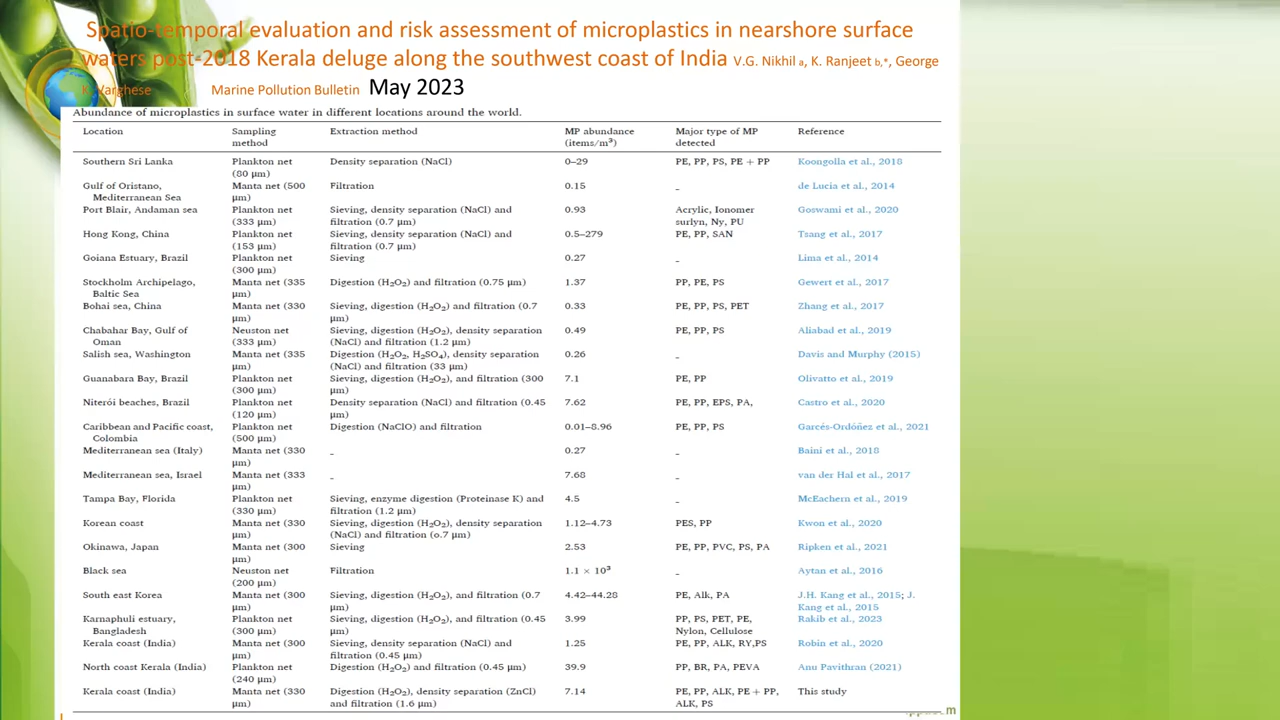 Spatio-temporal evaluation and risk assessment of microplastics in nearshore surface
waters post-2018 Kerala deluge along the southwest coast of India V.G. Nikhil a, K. Ranjeet b,*, George
K. Varghese Marine Pollution Bulletin May 2023
Abundance of microplastics in surface water in different locations around the world.
Location Sampling method Extraction method MP abundance (items/m³) Major type of MP detected Reference
Southern Sri Lanka Plankton net (80 μm) Density separation (NaCl) 0–29 PE, PP, PS, PE + PP Koongolla et al., 2018
Gulf of Oristano, Mediterranean Sea Manta net (500 μm) Filtration 0.15 _ de Lucia et al., 2014
Port Blair, Andaman sea Plankton net (333 μm) Sieving, density separation (NaCl) and filtration (0.7 μm) 0.93 Acrylic, Ionomer surlyn, Ny, PU Goswami et al., 2020
Hong Kong, China Plankton net (153 μm) Sieving, density separation (NaCl) and filtration (0.7 μm) 0.5–279 PE, PP, SAN Tsang et al., 2017
Goiana Estuary, Brazil Plankton net (300 μm) Sieving 0.27 _ Lima et al., 2014
Stockholm Archipelago, Baltic Sea Manta net (335 μm) Digestion (H₂O₂) and filtration (0.75 μm) 1.37 PP, PE, PS Gewert et al., 2017
Bohai sea, China Manta net (330 μm) Sieving, digestion (H₂O₂) and filtration (0.7 μm) 0.33 PE, PP, PS, PET Zhang et al., 2017
Chabahar Bay, Gulf of Oman Neuston net (333 μm) Sieving, digestion (H₂O₂), density separation (NaCl) and filtration (1.2 μm) 0.49 PE, PP, PS Aliabad et al., 2019
Salish sea, Washington Manta net (335 μm) Digestion (H₂O₂, H₂SO₄), density separation (NaCl) and filtration (33 μm) 0.26 _ Davis and Murphy (2015)
Guanabara Bay, Brazil Plankton net (300 μm) Sieving, digestion (H₂O₂), and filtration (300 μm) 7.1 PE, PP Olivatto et al., 2019
Niterói beaches, Brazil Plankton net (120 μm) Density separation (NaCl) and filtration (0.45 μm) 7.62 PE, PP, EPS, PA, Castro et al., 2020
Caribbean and Pacific coast, Colombia Plankton net (500 μm) Digestion (NaClO) and filtration 0.01–8.96 PE, PP, PS Garcés-Ordóñez et al., 2021
Mediterranean sea (Italy) Manta net (330 μm) _ 0.27 _ Baini et al., 2018
Mediterranean sea, Israel Manta net (333 μm) _ 7.68 _ van der Hal et al., 2017
Tampa Bay, Florida Plankton net (330 μm) Sieving, enzyme digestion (Proteinase K) and filtration (1.2 μm) 4.5 _ McEachern et al., 2019
Korean coast Manta net (330 μm) Sieving, digestion (H₂O₂), density separation (NaCl) and filtration (o.7 μm) 1.12–4.73 PES, PP Kwon et al., 2020
Okinawa, Japan Manta net (300 μm) Sieving 2.53 PE, PP, PVC, PS, PA Ripken et al., 2021
Black sea Neuston net (200 μm) Filtration 1.1 × 10³ _ Aytan et al., 2016
South east Korea Manta net (300 μm) Sieving, digestion (H₂O₂), and filtration (0.7 μm) 4.42–44.28 PE, Alk, PA J.H. Kang et al., 2015; J. Kang et al., 2015
Karnaphuli estuary, Bangladesh Plankton net (300 μm) Sieving, digestion (H₂O₂), and filtration (0.45 μm) 3.99 PP, PS, PET, PE, Nylon, Cellulose Rakib et al., 2023
Kerala coast (India) Manta net (300 μm) Sieving, density separation (NaCl) and filtration (0.45 μm) 1.25 PE, PP, ALK, RY,PS Robin et al., 2020
North coast Kerala (India) Plankton net (240 μm) Digestion (H₂O₂) and filtration (0.45 μm) 39.9 PP, BR, PA, PEVA Anu Pavithran (2021)
Kerala coast (India) Manta net (330 μm) Digestion (H₂O₂), density separation (ZnCl) and filtration (1.6 μm) 7.14 PE, PP, ALK, PE + PP, ALK, PS This study